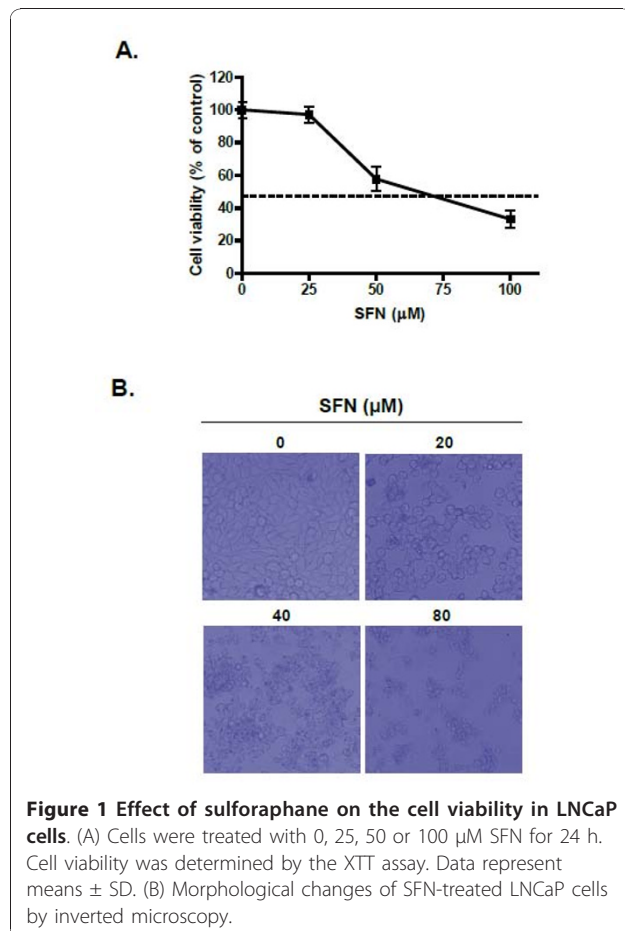 A.
Cell viability (% of control)
120
100
80
60
40
20
0
0 25 50 75 100
SFN (µM)
B.
SFN (µM)
0 20
40 80
Figure 1 Effect of sulforaphane on the cell viability in LNCaP
cells. (A) Cells were treated with 0, 25, 50 or 100 µM SFN for 24 h.
Cell viability was determined by the XTT assay. Data represent
means ± SD. (B) Morphological changes of SFN-treated LNCaP cells
by inverted microscopy.